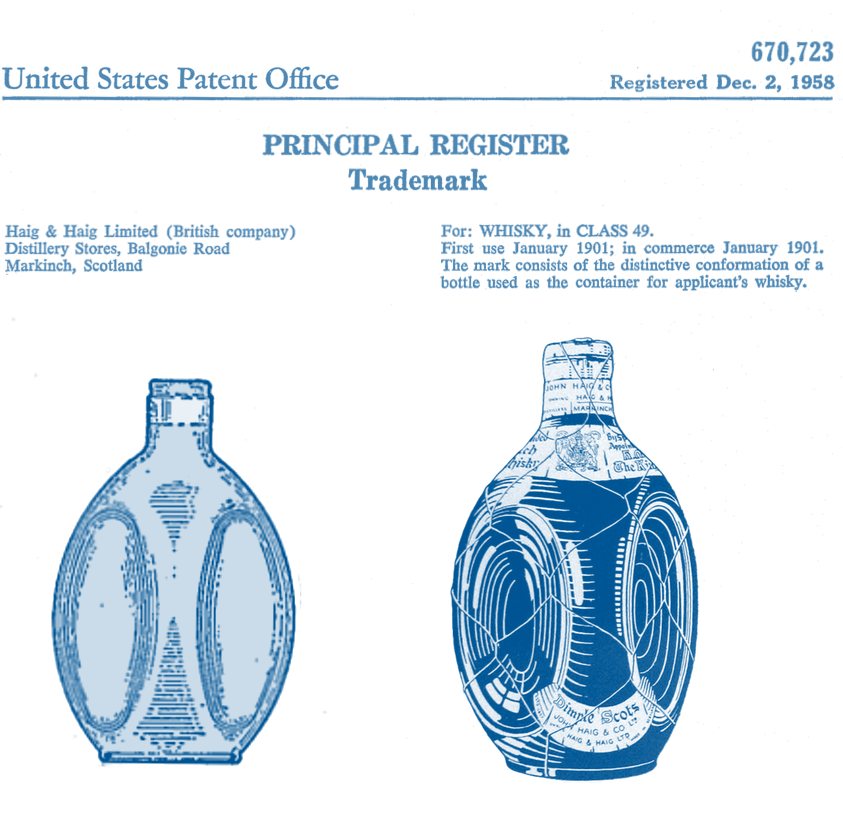 670,723
United States Patent Office
Registered Dec. 2, 1958
PRINCIPAL REGISTER
Trademark
Haig & Haig Limited (British company)
Distillery Stores, Balgonie Road
Markinch, Scotland
For: WHISKY, in CLASS 49.
First use January 1901; in commerce January 1901.
The mark consists of the distinctive conformation of a
bottle used as the container for applicant's whisky.
JOHN HAIG & C
HAIG & H
MARKINCH
whisky
The Kin
Dimple Scots
JOHN HAIG & CO LT
HAIG & HAIG LTD